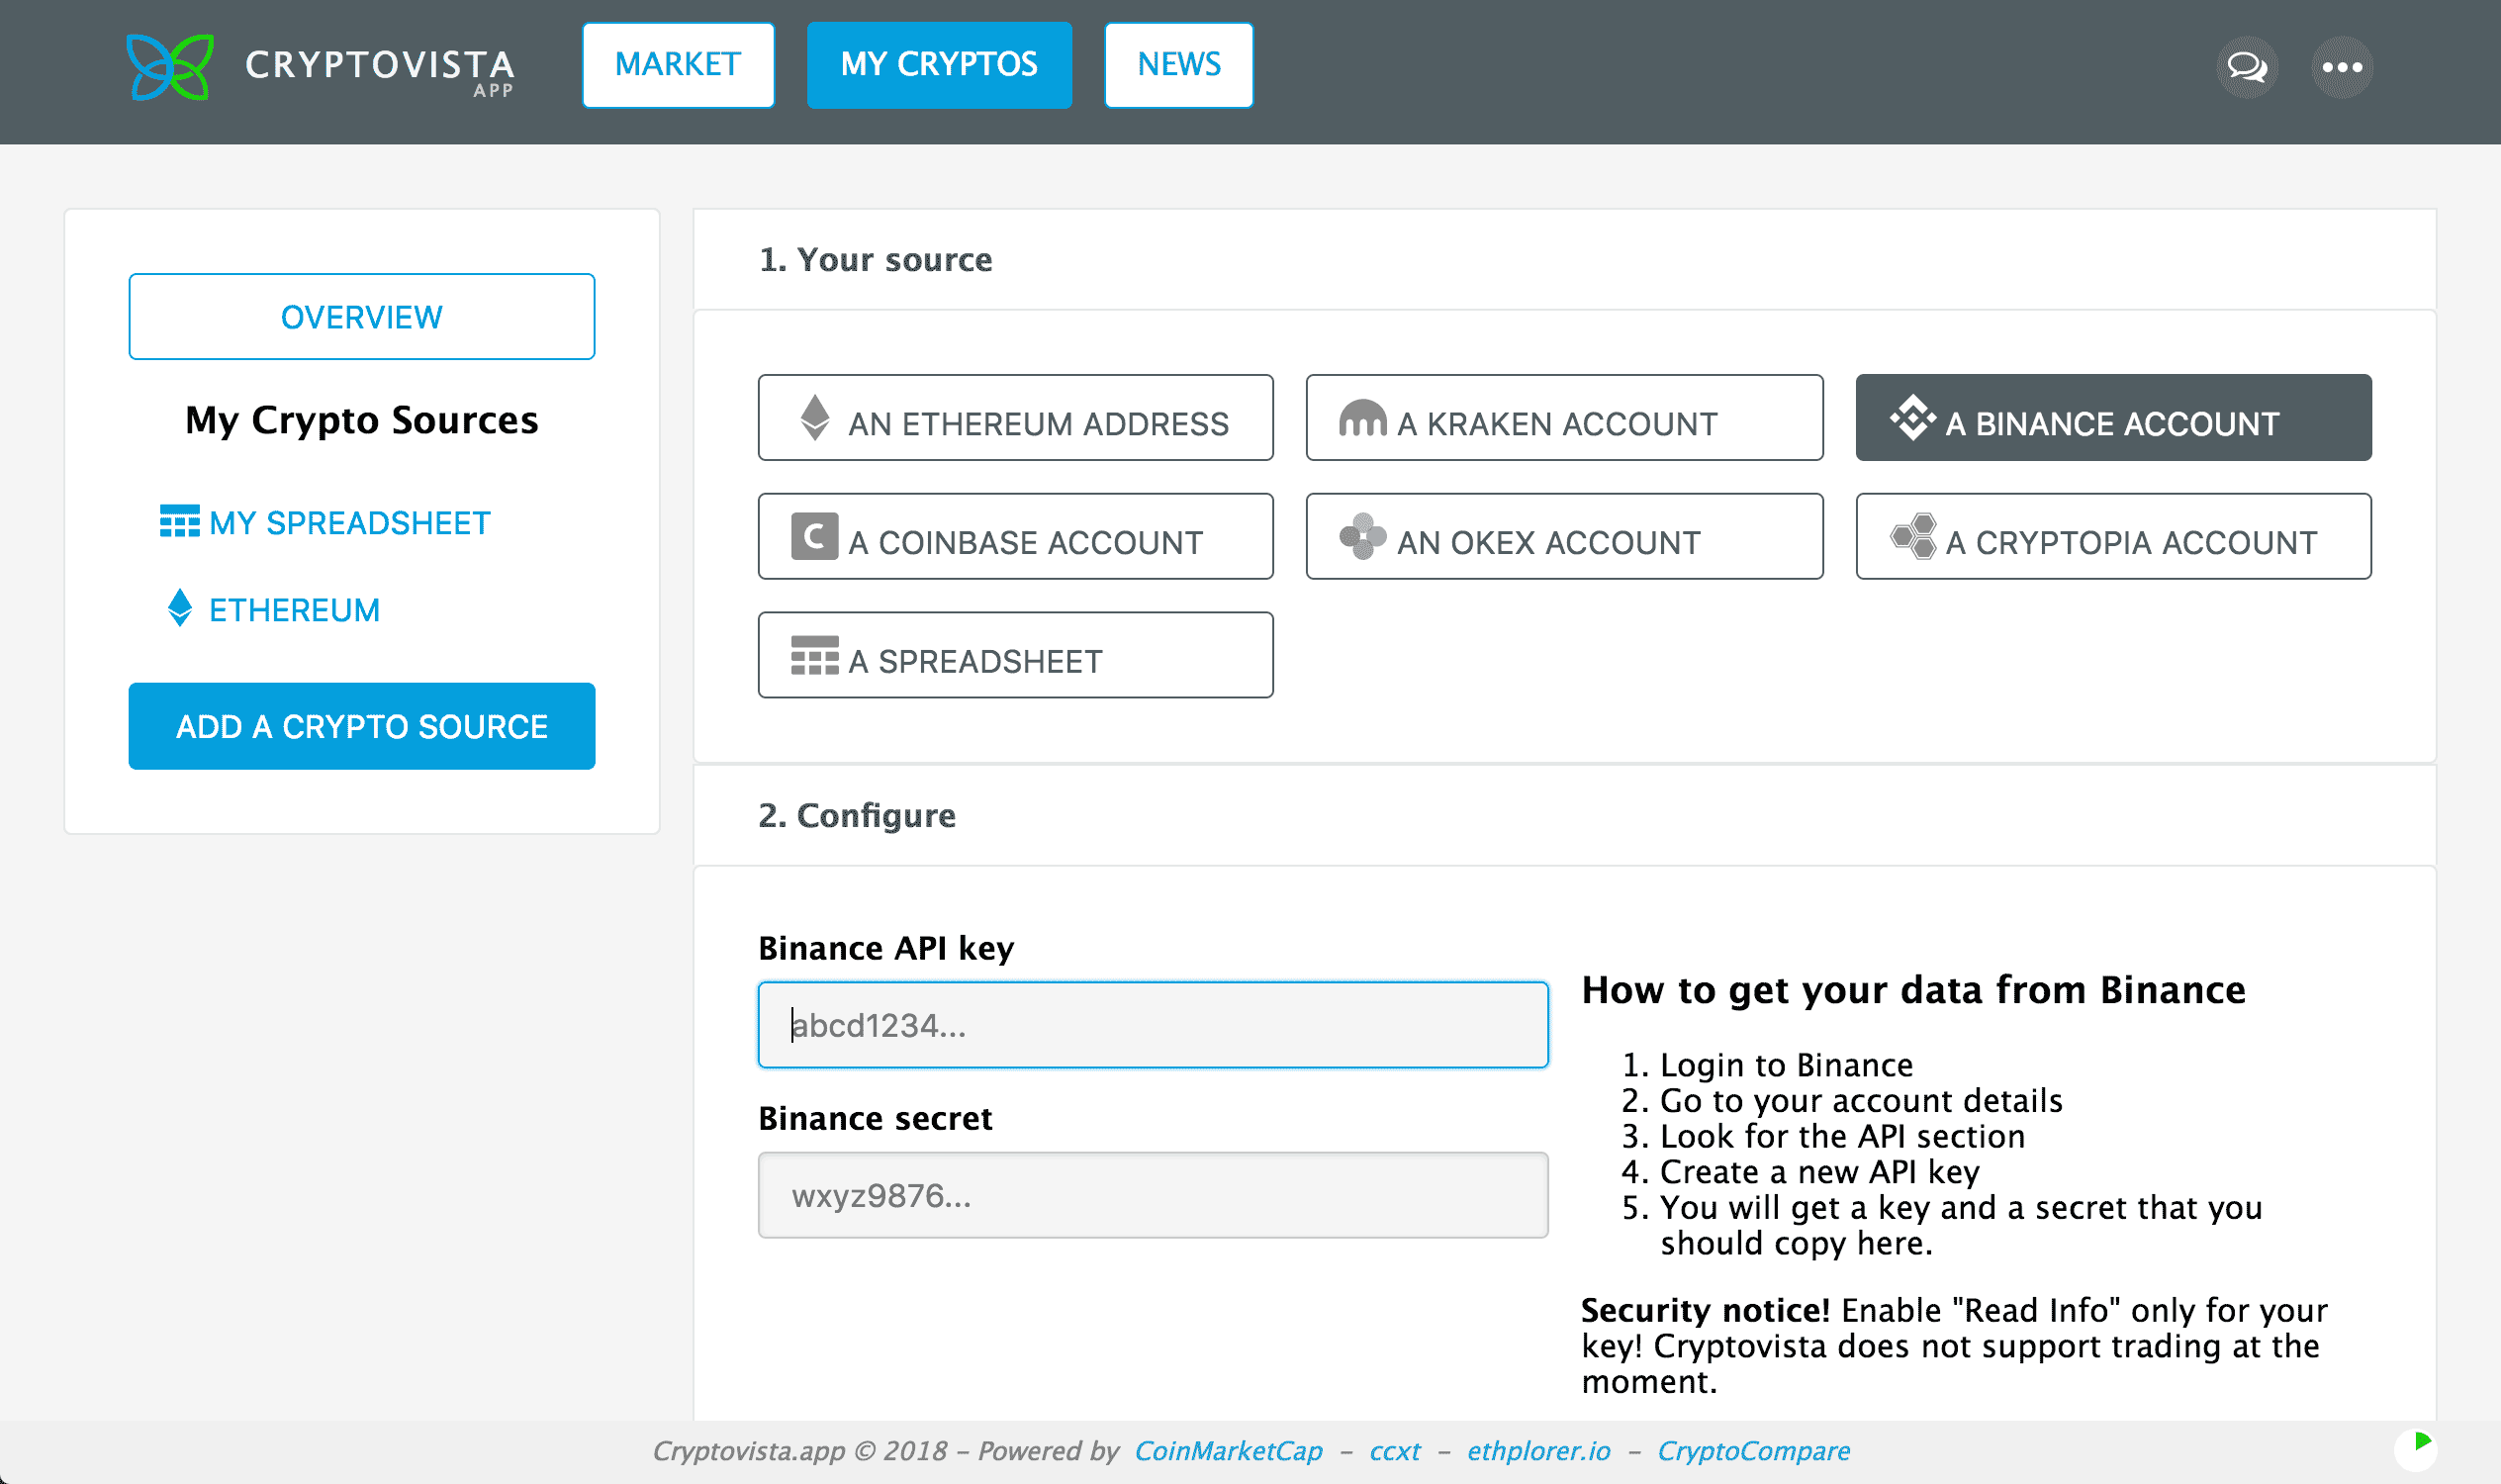 CRYPTOVISTA
APP
MARKET
MY CRYPTOS
NEWS
OVERVIEW
My Crypto Sources
MY SPREADSHEET
ETHEREUM
ADD A CRYPTO SOURCE
1. Your source
AN ETHEREUM ADDRESS
A KRAKEN ACCOUNT
A BINANCE ACCOUNT
C A COINBASE ACCOUNT
AN OKEX ACCOUNT
A CRYPTOPIA ACCOUNT
A SPREADSHEET
2. Configure
Binance API key
abcd1234...
Binance secret
wxyz9876...
How to get your data from Binance
1. Login to Binance
2. Go to your account details
3. Look for the API section
4. Create a new API key
5. You will get a key and a secret that you
should copy here.
Security notice! Enable "Read Info" only for your
key! Cryptovista does not support trading at the
moment.
Cryptovista.app © 2018 – Powered by CoinMarketCap – ccxt – ethplorer.io – CryptoCompare